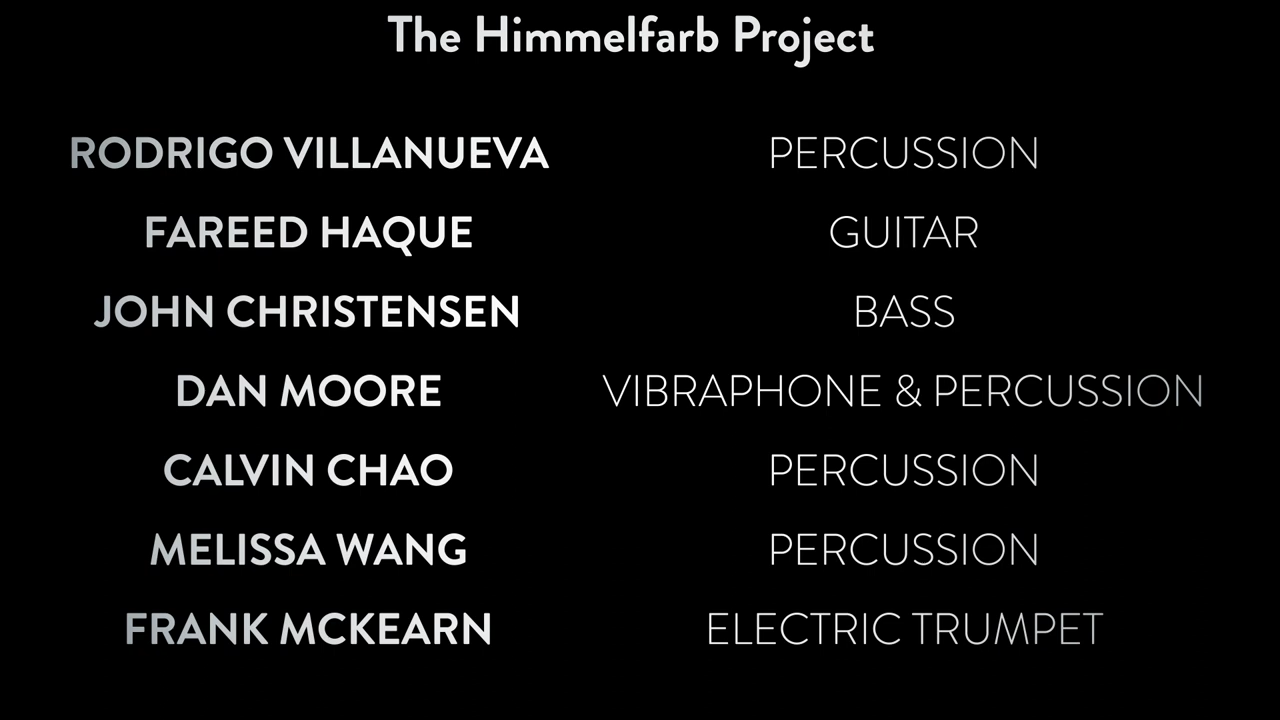 The Himmelfarb Project
RODRIGO VILLANUEVA PERCUSSION
FAREED HAQUE GUITAR
JOHN CHRISTENSEN BASS
DAN MOORE VIBRAPHONE & PERCUSSION
CALVIN CHAO PERCUSSION
MELISSA WANG PERCUSSION
FRANK MCKEARN ELECTRIC TRUMPET